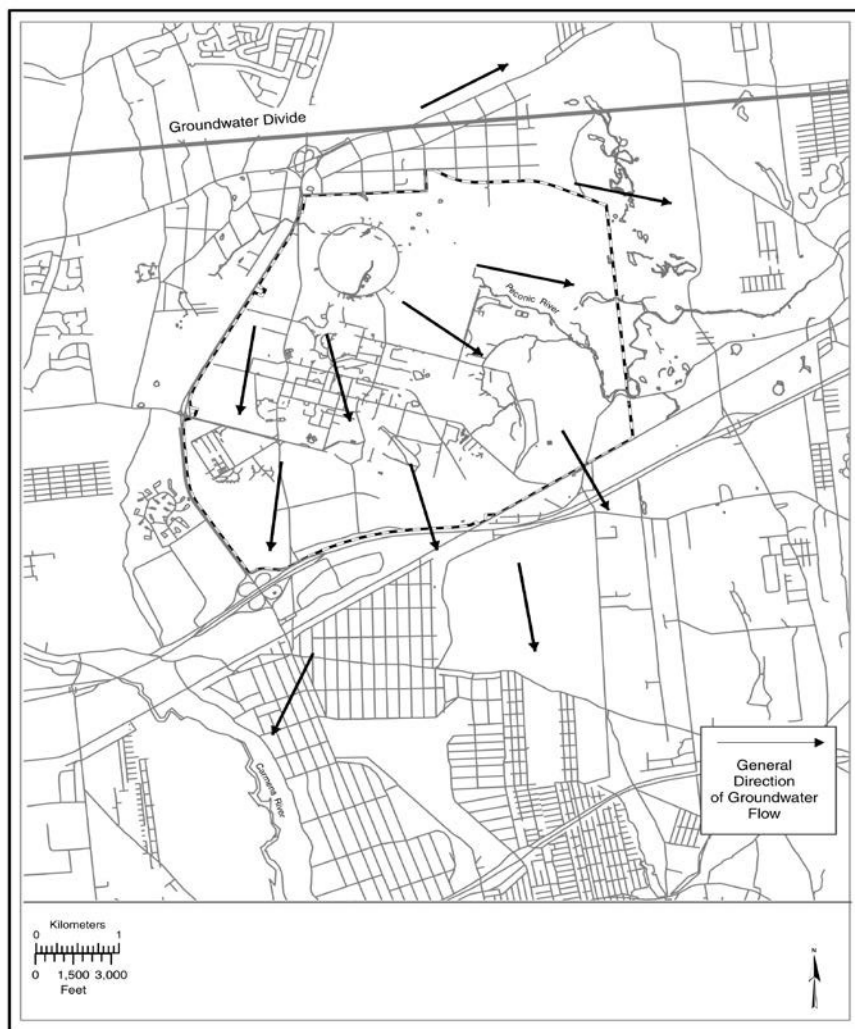 Groundwater Divide
Peconic River
Carmens River
General
Direction
of Groundwater
Flow
Kilometers
0 1
0 1,500 3,000
Feet
N